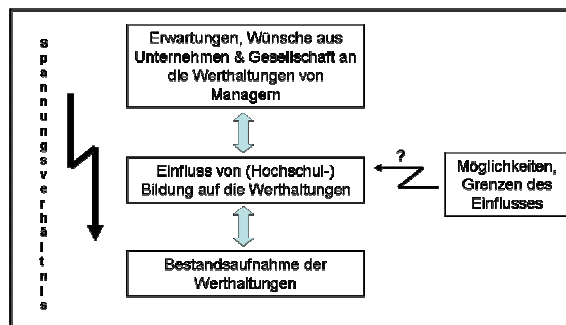 Spannungsverhältnis
Erwartungen, Wünsche aus
Unternehmen & Gesellschaft an
die Werthaltungen von
Managern
Einfluss von (Hochschul-)
Bildung auf die Werthaltungen
?
Möglichkeiten,
Grenzen des
Einflusses
Bestandsaufnahme der
Werthaltungen